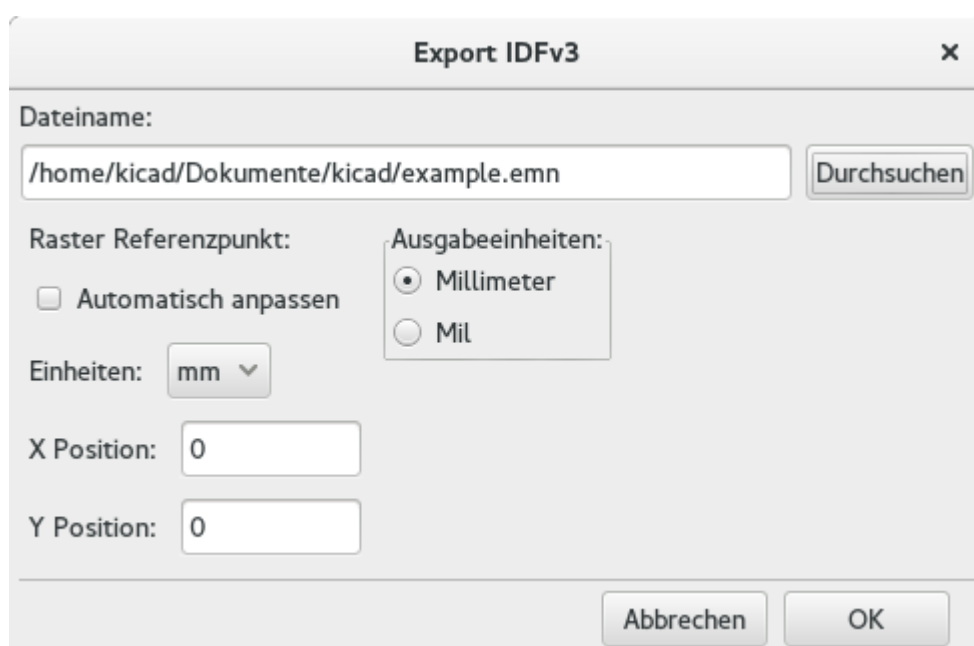 Export IDFv3
Dateiname:
/home/kicad/Dokumente/kicad/example.emn
Durchsuchen
Raster Referenzpunkt:
Automatisch anpassen
Einheiten: mm
X Position: 0
Y Position: 0
Ausgabeeinheiten:
Millimeter
Mil
Abbrechen
OK